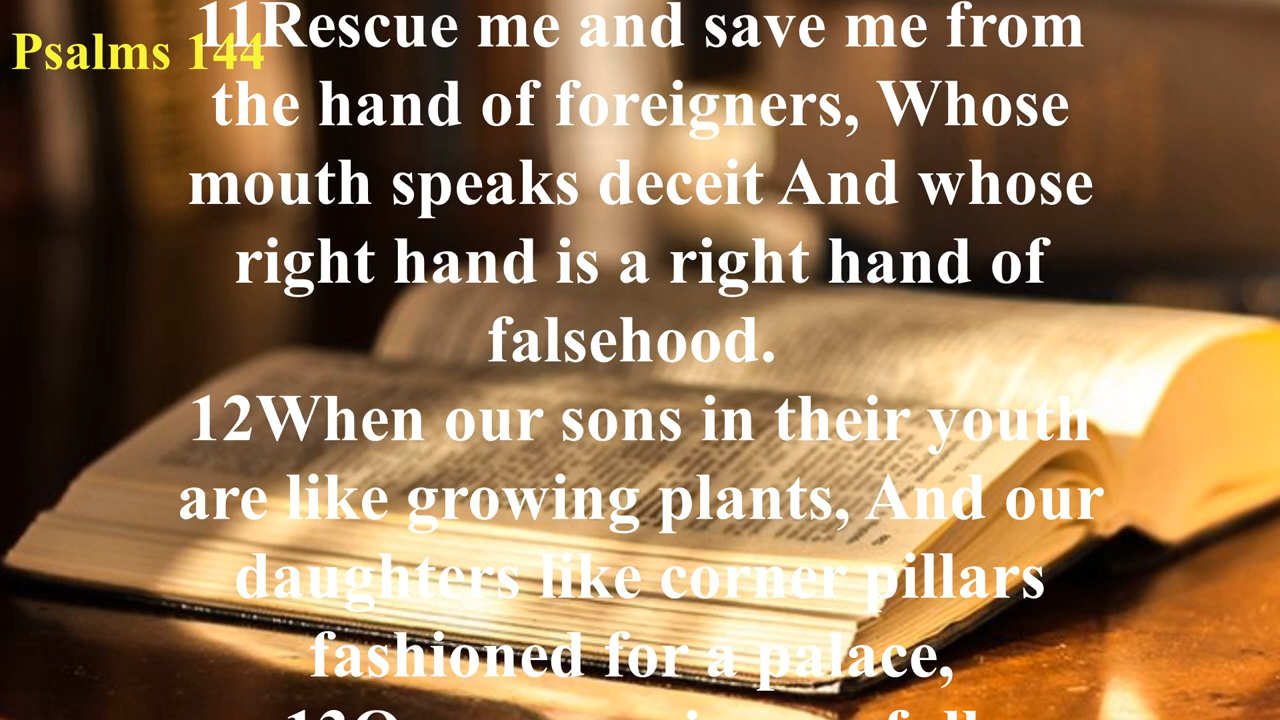 Psalms 144
11Rescue me and save me from
the hand of foreigners, Whose
mouth speaks deceit And whose
right hand is a right hand of
falsehood.
12When our sons in their youth
are like growing plants, And our
daughters like corner pillars
fashioned for a palace,